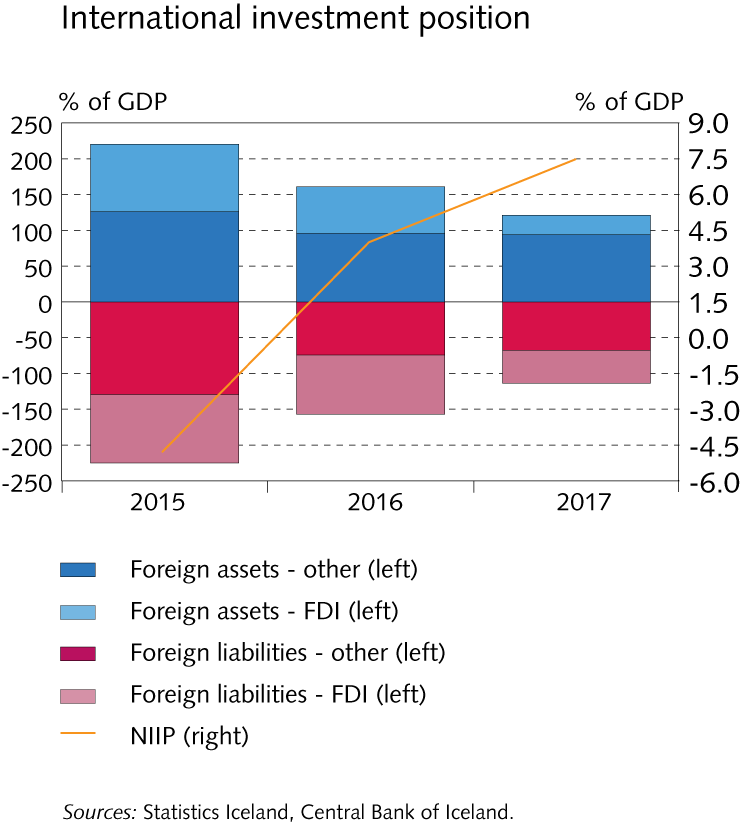 International investment position
% of GDP % of GDP
250 9.0
200 7.5
150 6.0
100 4.5
50 3.0
0 1.5
-50 0.0
-100 -1.5
-150 -3.0
-200 -4.5
-250 -6.0
2015 2016 2017
Foreign assets - other (left)
Foreign assets - FDI (left)
Foreign liabilities - other (left)
Foreign liabilities - FDI (left)
NIIP (right)
Sources: Statistics Iceland, Central Bank of Iceland.